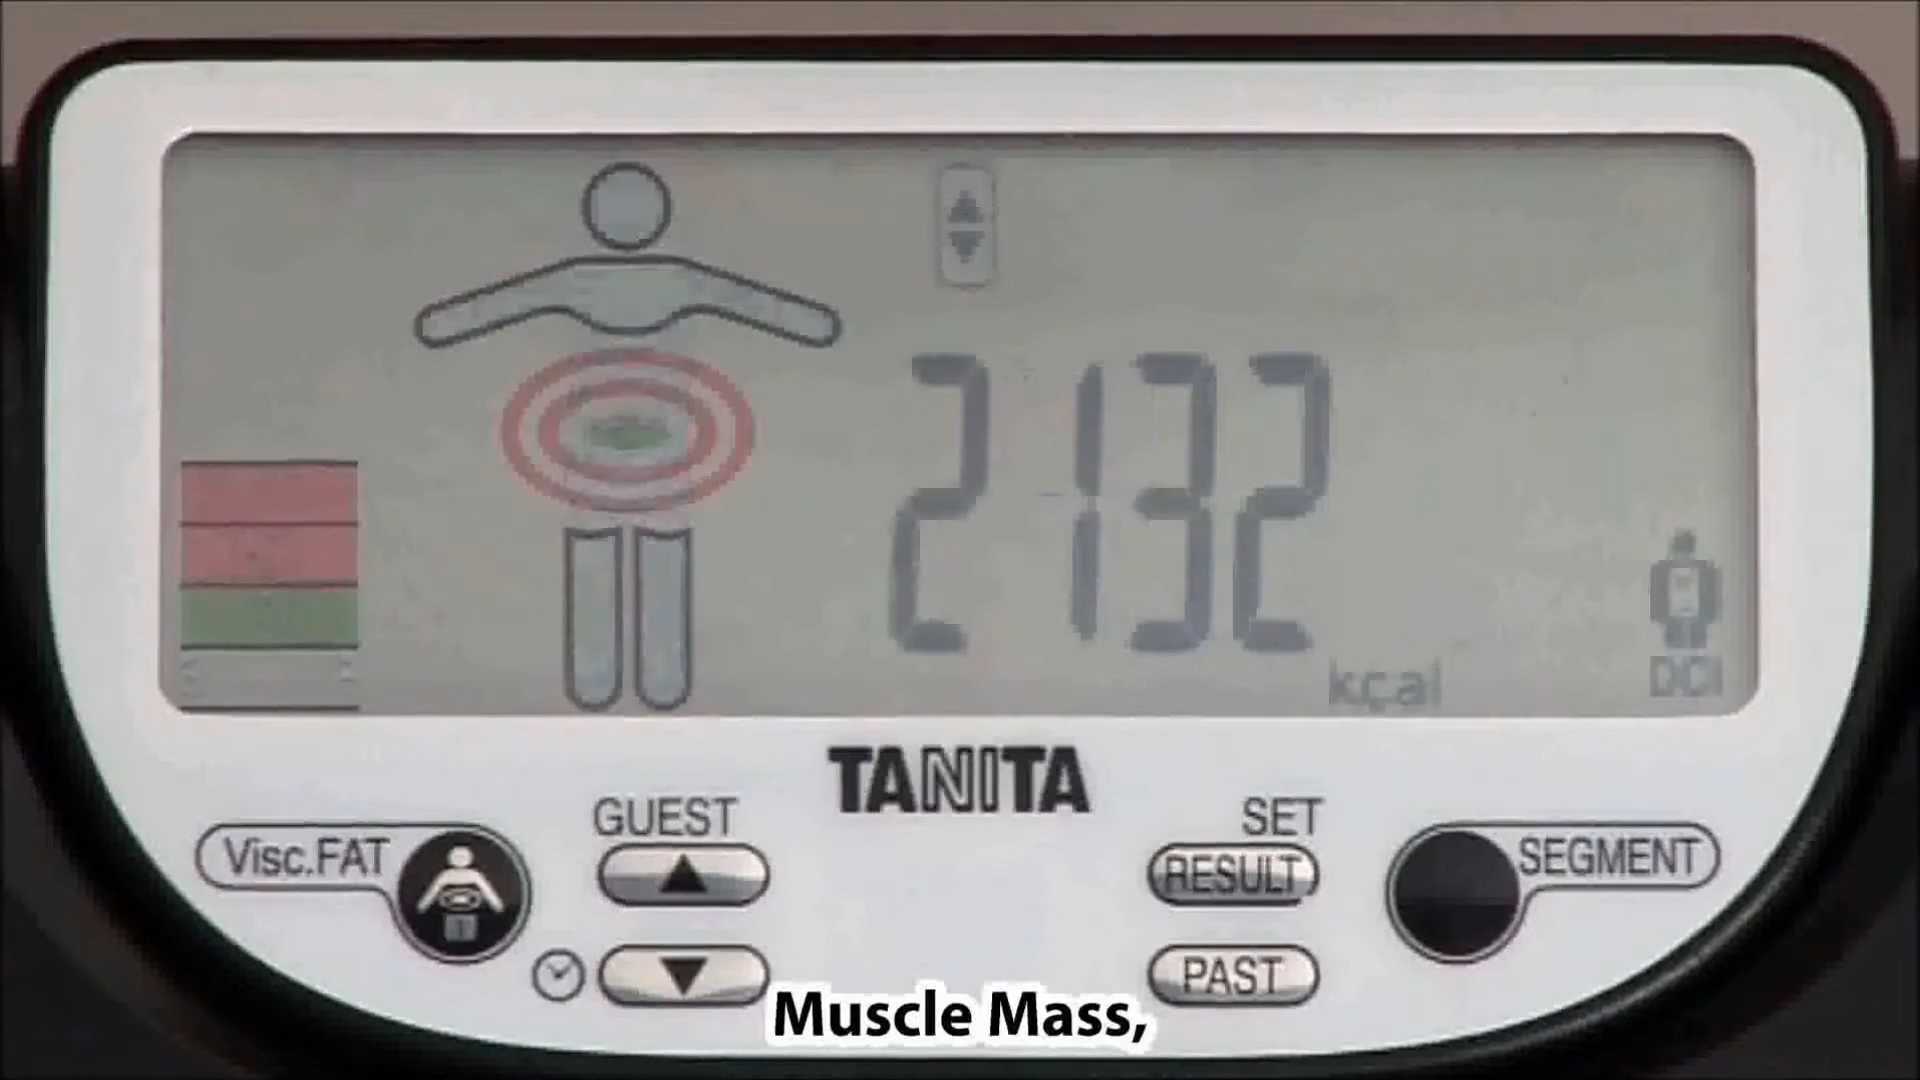 2132
kcal
DCI
TANITA
Visc.FAT
GUEST
SET
RESULT
SEGMENT
PAST
Muscle Mass,